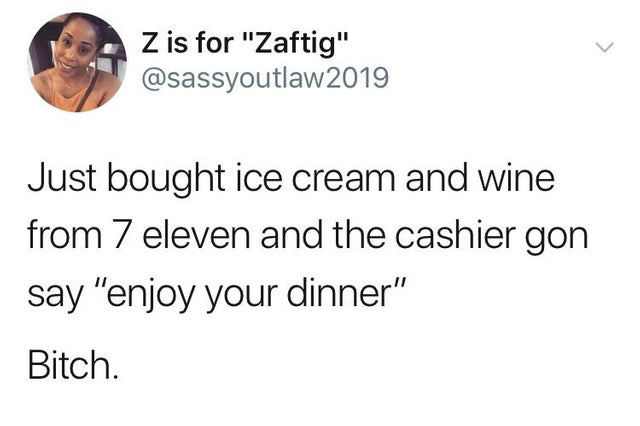 Z is for "Zaftig"
@sassyoutlaw2019
Just bought ice cream and wine
from 7 eleven and the cashier gon
say “enjoy your dinner”
Bitch.